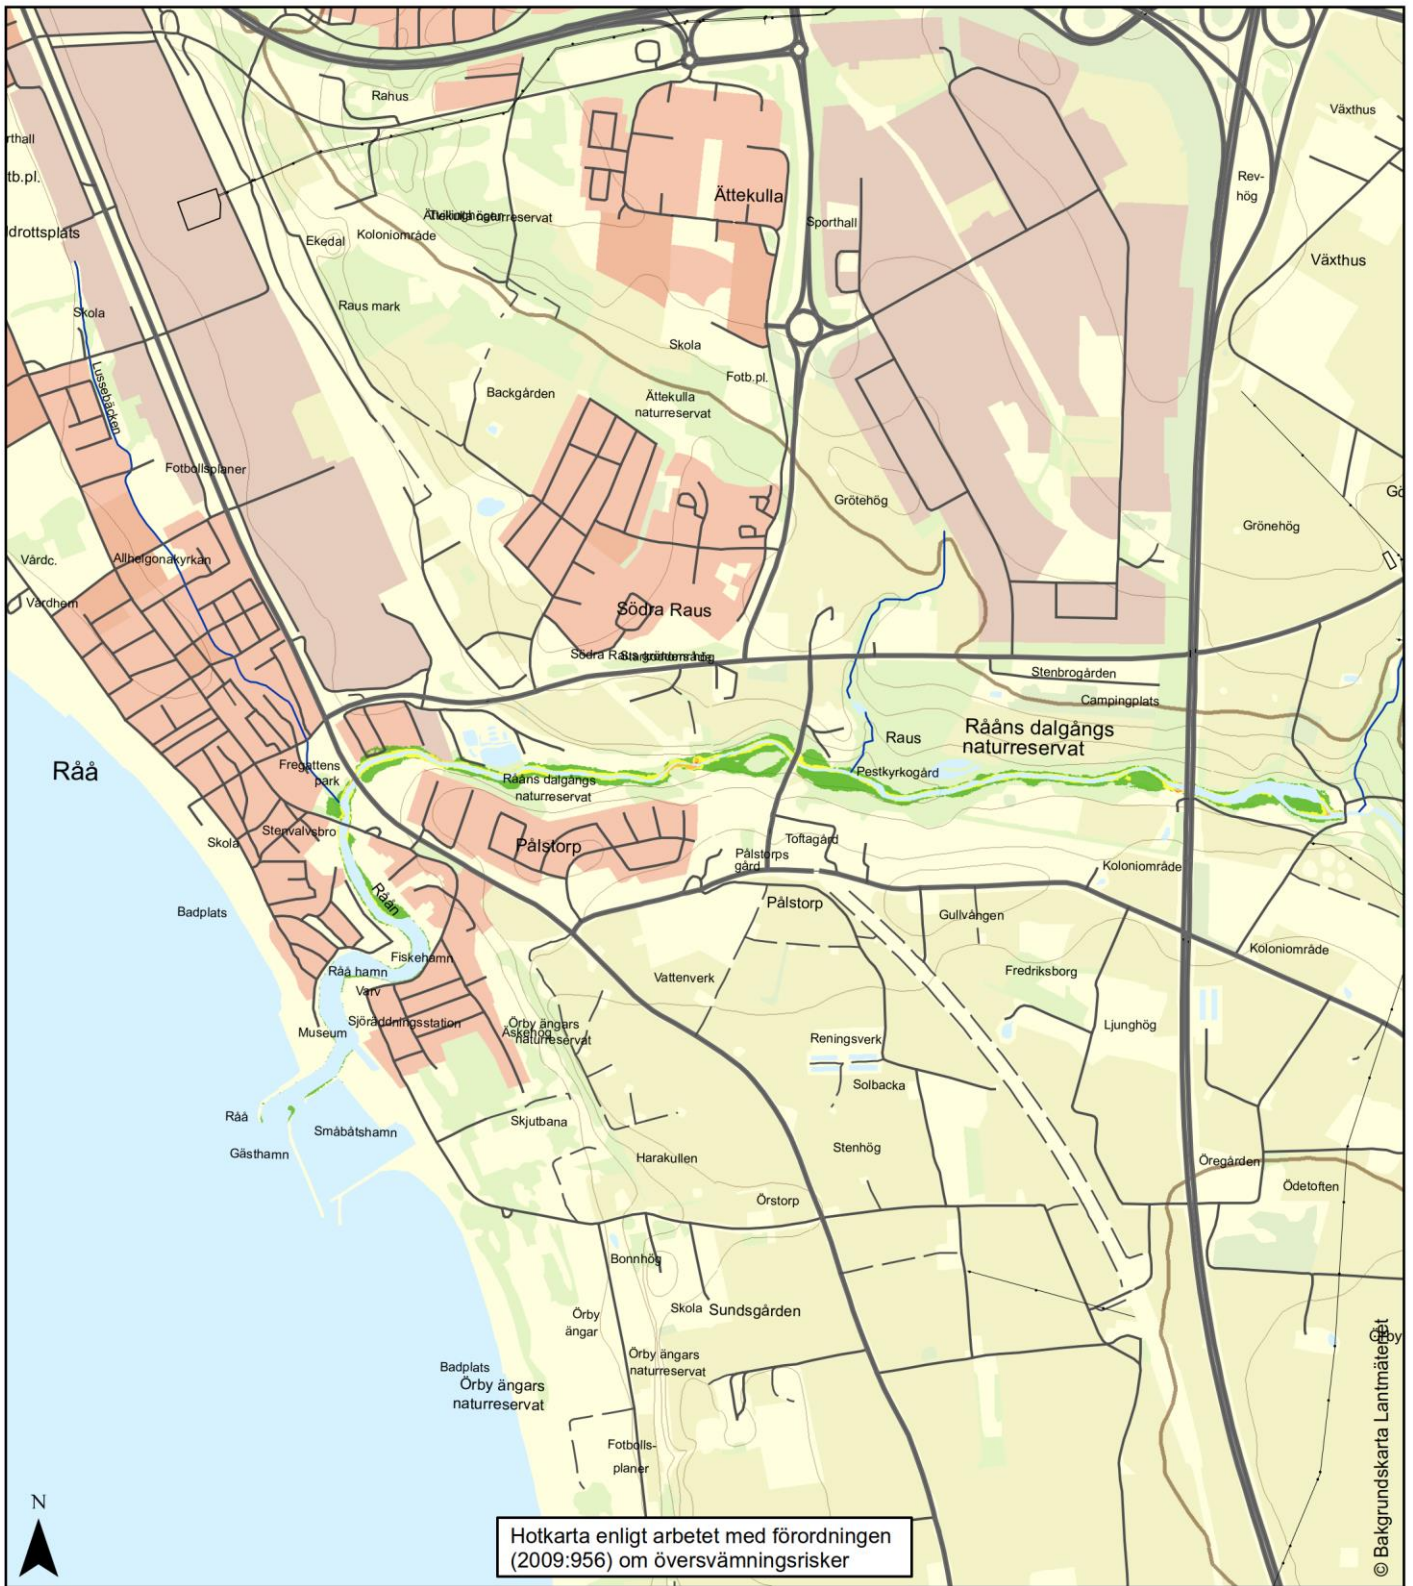 Rahus
Växthus
rthall
tb.pl.
drottsplats
Ättekulla
Rev-
hög
Ättekulla naturreservat
Sporthall
Ekedal
Koloniområde
Växthus
Raus mark
Skola
Skola
Fotb.pl.
Lussebäcken
Backgården
Ättekulla
naturreservat
Fotbollsplaner
Grötehög
Grönehög
Vårdc.
Allhelgonakyrkan
Vårdhem
Södra Raus
Stenbrogården
Campingplats
Råå
Raus
Rååns dalgångs
naturreservat
Fregattens
park
Pestkyrkogård
Rååns dalgångs
naturreservat
Stenvalvsbro
Skola
Pålstorp
Toftagård
Pålstorps
gård
Koloniområde
Råån
Badplats
Pålstorp
Gullvången
Koloniområde
Fiskehamn
Råå hamn
Varv
Vattenverk
Fredriksborg
Museum
Sjöräddningsstation
Äskehög
Örby ängars
naturreservat
Ljunghög
Reningsverk
Solbacka
Råå
Småbåtshamn
Skjutbana
Gästhamn
Harakullen
Stenhög
Öregården
Ödetoften
Örstorp
Bonnhög
Skola
Sundsgården
Örby
ängar
Örby ängars
naturreservat
Badplats
Örby ängars
naturreservat
Fotbolls-
planer
N
Hotkarta enligt arbetet med förordningen
(2009:956) om översvämningsrisker
© Bakgrundskarta Lantmäteriet